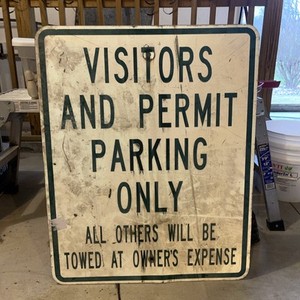 VISITORS
AND PERMIT
PARKING
ONLY
ALL OTHERS WILL BE
TOWED AT OWNER'S EXPENSE